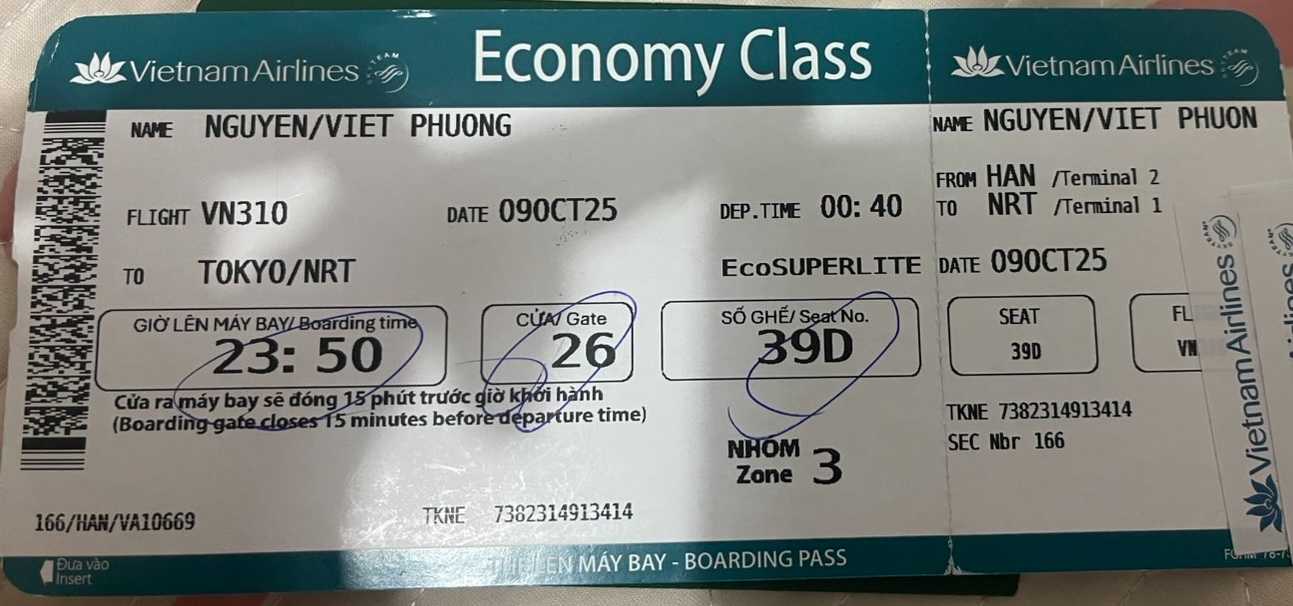 Vietnam Airlines SKYTEAM Economy Class
NAME NGUYEN/VIET PHUONG
FLIGHT VN310 DATE 09OCT25 DEP.TIME 00:40
TO TOKYO/NRT EcoSUPERLITE
GIỜ LÊN MÁY BAY/ Boarding time CỬA/ Gate SỐ GHẾ/ Seat No.
23:50 26 39D
Cửa ra máy bay sẽ đóng 15 phút trước giờ khởi hành
(Boarding gate closes 15 minutes before departure time)
NHÓM
Zone 3
166/HAN/VA10669 TKNE 7382314913414
Đưa vào
Insert
THẺ LÊN MÁY BAY - BOARDING PASS
Vietnam Airlines SKYTEAM
NAME NGUYEN/VIET PHUON
FROM HAN /Terminal 2
TO NRT /Terminal 1
DATE 09OCT25
SEAT FL
39D VN
TKNE 7382314913414
SEC Nbr 166
Vietnam Airlines